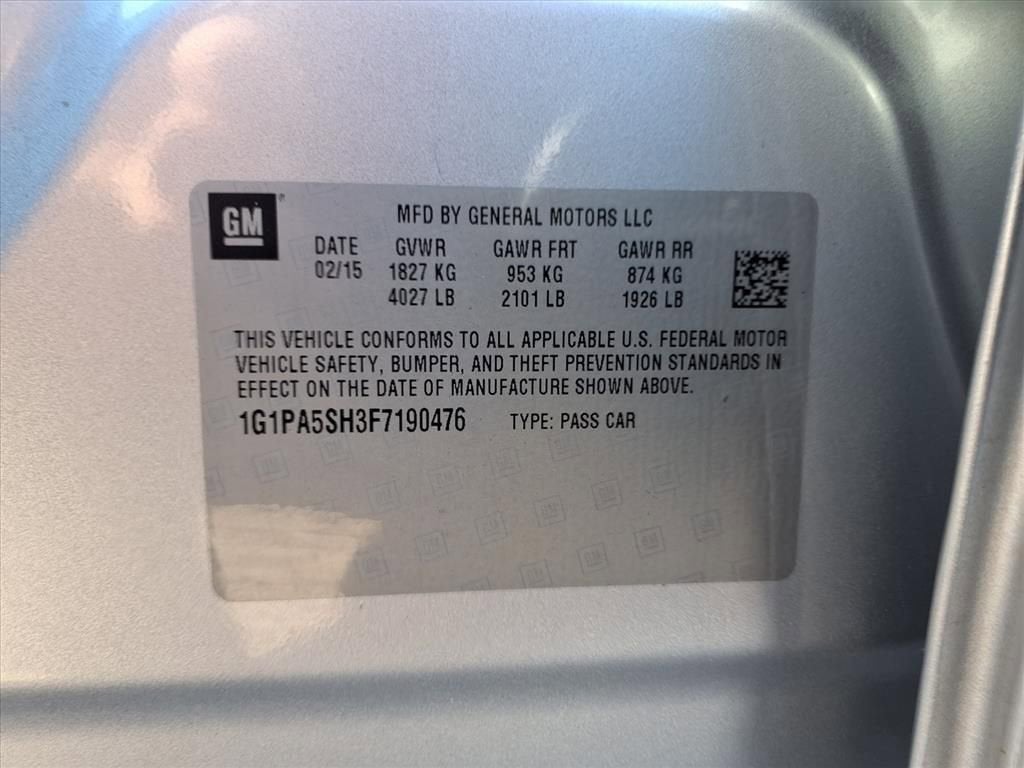 GM ®
MFD BY GENERAL MOTORS LLC
DATE GVWR GAWR FRT GAWR RR
02/15 1827 KG 953 KG 874 KG
4027 LB 2101 LB 1926 LB
THIS VEHICLE CONFORMS TO ALL APPLICABLE U.S. FEDERAL MOTOR
VEHICLE SAFETY, BUMPER, AND THEFT PREVENTION STANDARDS IN
EFFECT ON THE DATE OF MANUFACTURE SHOWN ABOVE.
1G1PA5SH3F7190476 TYPE: PASS CAR